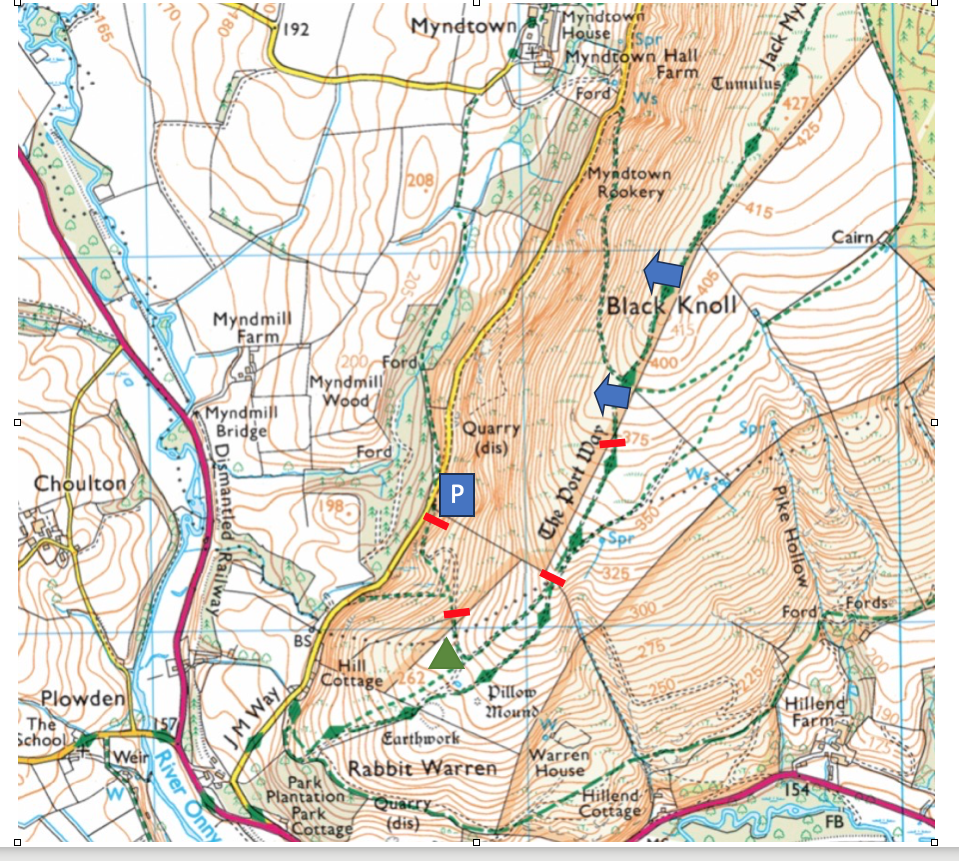 165
170
180
192
Myndtown
Myndtown
House
Spr
Myndtown Hall
Farm
Ford
Ws
Jack My
Tumulus
427
425
208
Myndtown
Rookery
415
Cairn
205
405
Black Knoll
415
Myndmill
Farm
200
Ford
400
Myndmill
Wood
Myndmill
Bridge
Quarry
(dis)
375
Spr
Ford
The Port Way
Choulton
Dismantled Railway
P
Ws
198
350
Pike Hollow
Spr
325
300
Ford
Fords
BS
275
200
Hill
Cottage
262
250
225
Plowden
Pillow
Mound
Hillend
Farm
190
The
School
157
J M Way
Earthwork
W
175
Weir
River Onny
Rabbit Warren
Warren
House
W
Park
Plantation
Park
Cottage
Quarry
(dis)
Hillend
Cottage
154
FB